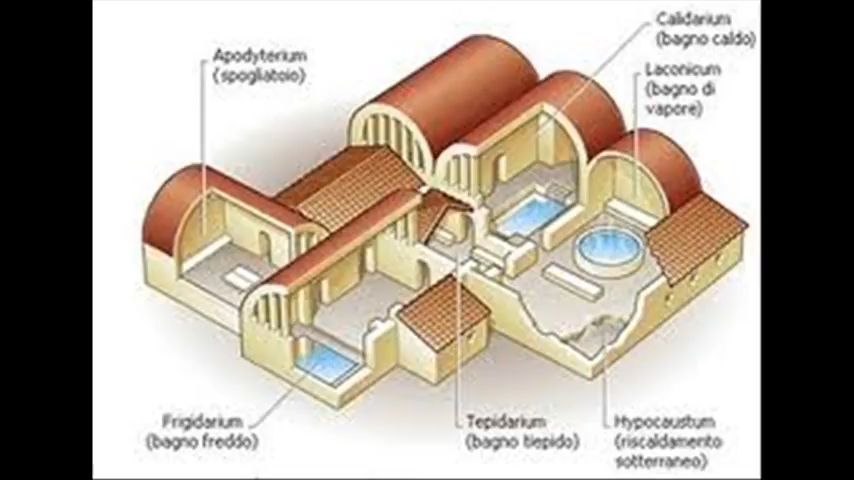 Calidarium
(bagno caldo)
Apodyterium
(spogliatoio)
Laconicum
(bagno di
vapore)
Frigidarium
(bagno freddo)
Tepidarium
(bagno tiepido)
Hypocaustum
(riscaldamento
sotterraneo)